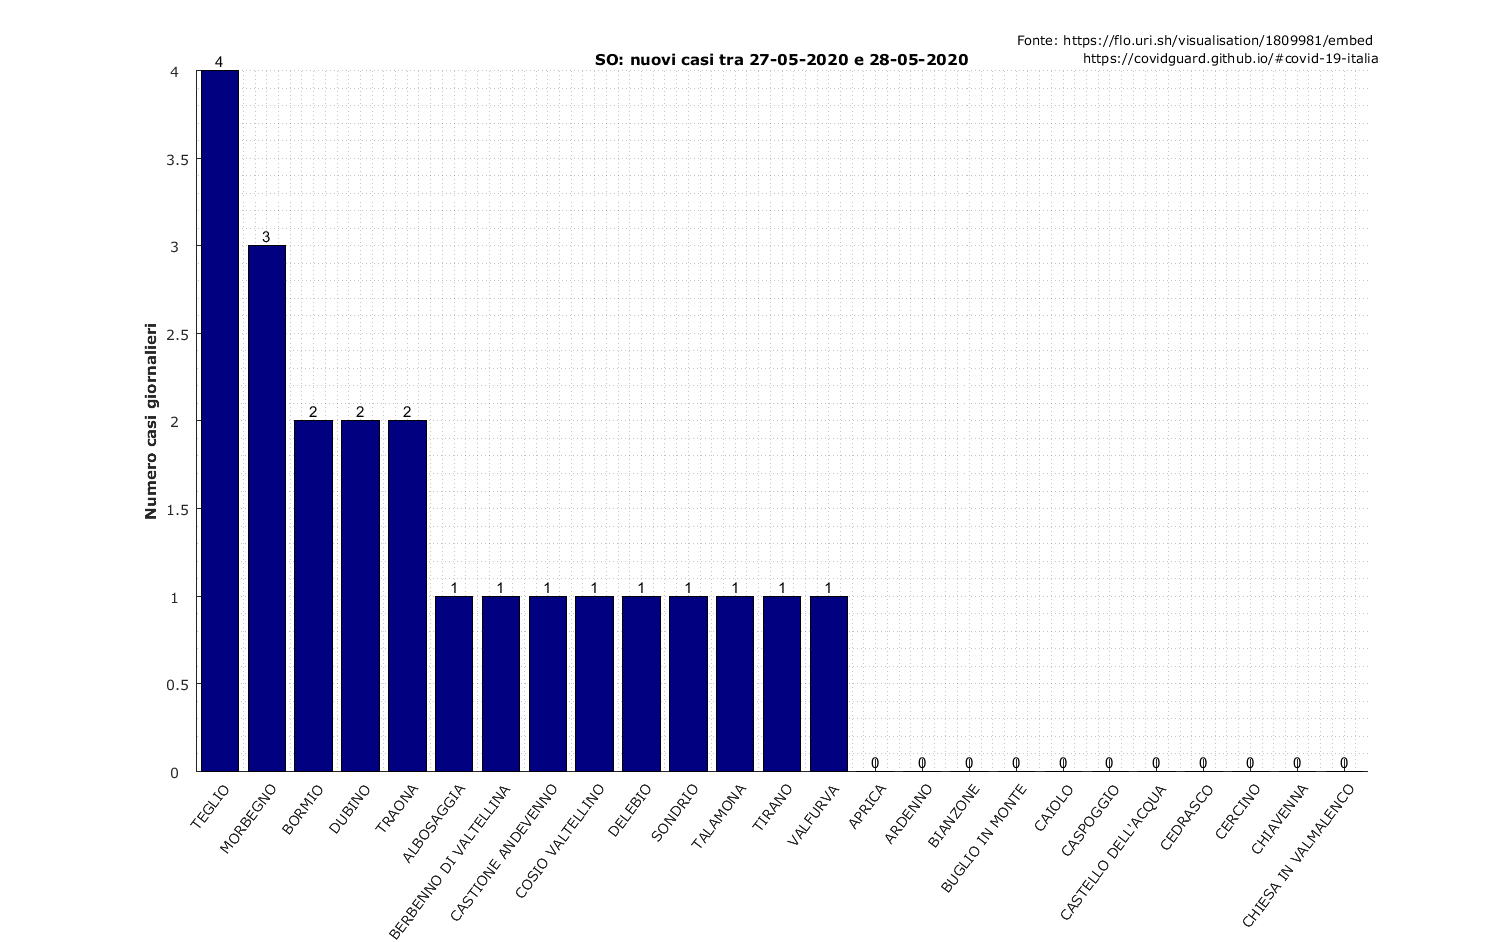 Fonte: https://flo.uri.sh/visualisation/1809981/embed
https://covidguard.github.io/#covid-19-italia
SO: nuovi casi tra 27-05-2020 e 28-05-2020
Numero casi giornalieri
4
3.5
3
2.5
2
1.5
1
0.5
0
4
3
2
2
2
1
1
1
1
1
1
1
1
1
0
0
0
0
0
0
0
0
0
0
0
TEGLIO
MORBEGNO
BORMIO
DUBINO
TRAONA
ALBOSAGGIA
BERBENNO DI VALTELLINA
CASTIONE ANDEVENNO
COSIO VALTELLINO
DELEBIO
SONDRIO
TALAMONA
TIRANO
VALFURVA
APRICA
ARDENNO
BIANZONE
BUGLIO IN MONTE
CAIOLO
CASPOGGIO
CASTELLO DELL'ACQUA
CEDRASCO
CERCINO
CHIAVENNA
CHIESA IN VALMALENCO